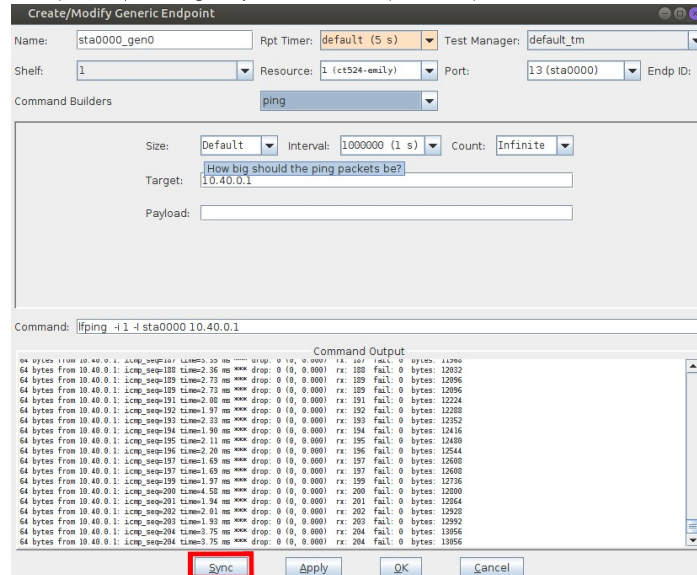 Create/Modify Generic Endpoint
Name: sta0000_gen0 Rpt Timer: default (5 s) Test Manager: default_tm
Shelf: 1 Resource: 1 (ct524-emily) Port: 13 (sta0000) Endp ID:
Command Builders ping
Size: Default Interval: 1000000 (1 s) Count: Infinite
How big should the ping packets be?
Target: 10.40.0.1
Payload:
Command: lfping -i 1 -I sta0000 10.40.0.1
Command Output
64 bytes from 10.40.0.1: icmp_seq=187 time=3.35 ms *** drop: 0 (0, 0.000) rx: 187 fail: 0 bytes: 11968
64 bytes from 10.40.0.1: icmp_seq=188 time=2.36 ms *** drop: 0 (0, 0.000) rx: 188 fail: 0 bytes: 12032
64 bytes from 10.40.0.1: icmp_seq=189 time=2.73 ms *** drop: 0 (0, 0.000) rx: 189 fail: 0 bytes: 12096
64 bytes from 10.40.0.1: icmp_seq=189 time=2.73 ms *** drop: 0 (0, 0.000) rx: 189 fail: 0 bytes: 12096
64 bytes from 10.40.0.1: icmp_seq=191 time=2.08 ms *** drop: 0 (0, 0.000) rx: 191 fail: 0 bytes: 12224
64 bytes from 10.40.0.1: icmp_seq=192 time=1.97 ms *** drop: 0 (0, 0.000) rx: 192 fail: 0 bytes: 12288
64 bytes from 10.40.0.1: icmp_seq=193 time=2.33 ms *** drop: 0 (0, 0.000) rx: 193 fail: 0 bytes: 12352
64 bytes from 10.40.0.1: icmp_seq=194 time=1.90 ms *** drop: 0 (0, 0.000) rx: 194 fail: 0 bytes: 12416
64 bytes from 10.40.0.1: icmp_seq=195 time=2.11 ms *** drop: 0 (0, 0.000) rx: 195 fail: 0 bytes: 12480
64 bytes from 10.40.0.1: icmp_seq=196 time=2.20 ms *** drop: 0 (0, 0.000) rx: 196 fail: 0 bytes: 12544
64 bytes from 10.40.0.1: icmp_seq=197 time=1.69 ms *** drop: 0 (0, 0.000) rx: 197 fail: 0 bytes: 12608
64 bytes from 10.40.0.1: icmp_seq=197 time=1.69 ms *** drop: 0 (0, 0.000) rx: 197 fail: 0 bytes: 12608
64 bytes from 10.40.0.1: icmp_seq=199 time=1.97 ms *** drop: 0 (0, 0.000) rx: 199 fail: 0 bytes: 12736
64 bytes from 10.40.0.1: icmp_seq=200 time=4.58 ms *** drop: 0 (0, 0.000) rx: 200 fail: 0 bytes: 12800
64 bytes from 10.40.0.1: icmp_seq=201 time=1.94 ms *** drop: 0 (0, 0.000) rx: 201 fail: 0 bytes: 12864
64 bytes from 10.40.0.1: icmp_seq=202 time=2.01 ms *** drop: 0 (0, 0.000) rx: 202 fail: 0 bytes: 12928
64 bytes from 10.40.0.1: icmp_seq=203 time=1.93 ms *** drop: 0 (0, 0.000) rx: 203 fail: 0 bytes: 12992
64 bytes from 10.40.0.1: icmp_seq=204 time=3.75 ms *** drop: 0 (0, 0.000) rx: 204 fail: 0 bytes: 13056
64 bytes from 10.40.0.1: icmp_seq=204 time=3.75 ms *** drop: 0 (0, 0.000) rx: 204 fail: 0 bytes: 13056
Sync Apply OK Cancel